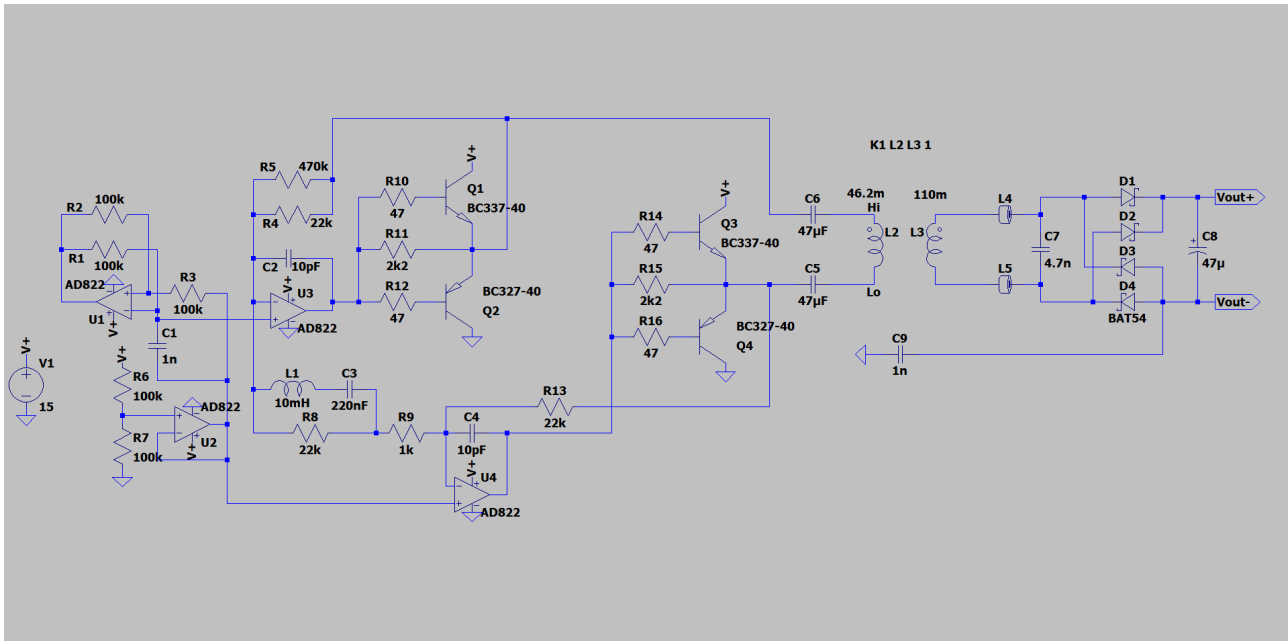 K1 L2 L3 1
R5 470k
R4 22k
R2 100k
R1 100k
R3 100k
AD822
U1
V+
C1
1n
V+
V1
15
V+
R6
100k
R7
100k
AD822
U2
V+
C2 10pF
V+
U3
AD822
R10
47
R11
2k2
R12
47
V+
Q1
BC337-40
BC327-40
Q2
L1
10mH
C3
220nF
R8
22k
R9
1k
C4
10pF
V+
U4
AD822
R13
22k
R14
47
R15
2k2
R16
47
V+
Q3
BC337-40
BC327-40
Q4
C6
47µF
C5
47µF
46.2m
Hi
L2
Lo
110m
L3
L4
L5
C7
4.7n
D1
D2
D3
D4
BAT54
C8
47µ
Vout+
Vout-
C9
1n